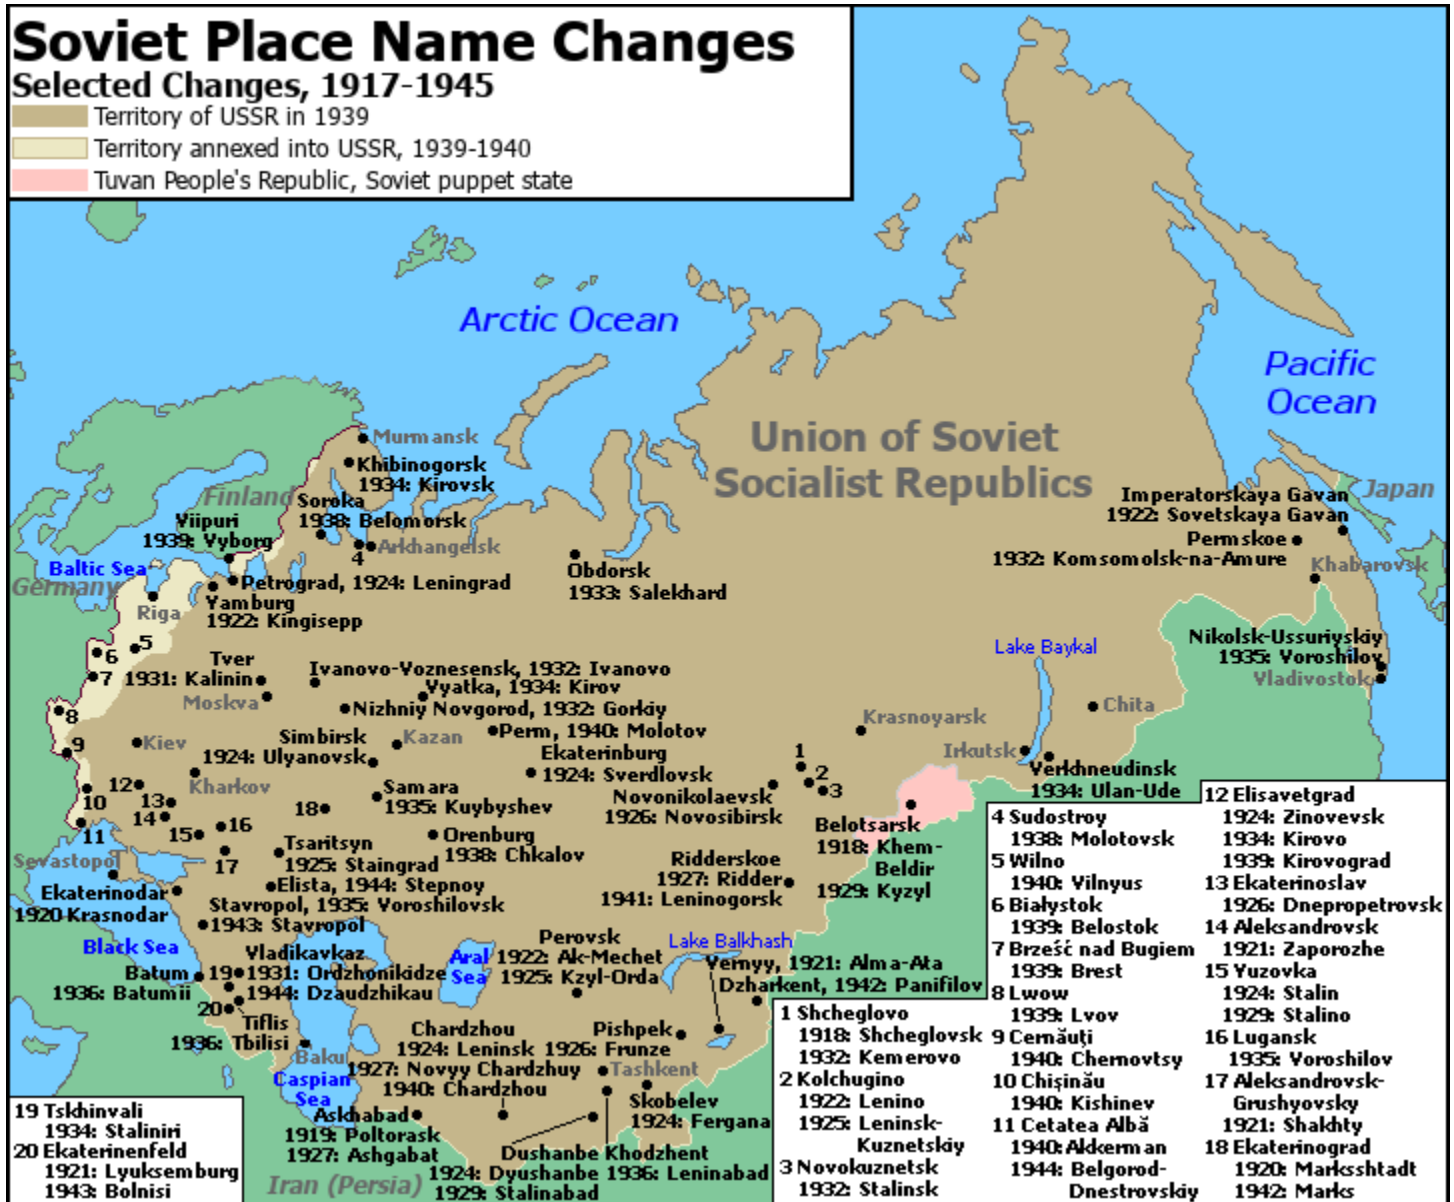 Soviet Place Name Changes
Selected Changes, 1917-1945
Territory of USSR in 1939
Territory annexed into USSR, 1939-1940
Tuvan People's Republic, Soviet puppet state
Arctic Ocean
Pacific
Ocean
Union of Soviet
Socialist Republics
Murmansk
Khibinogorsk
1934: Kirovsk
Finland
Soroka
1938: Belomorsk
Viipuri
1939: Vyborg
4
Arkhangelsk
Baltic Sea
Germany
Petrograd, 1924: Leningrad
Riga
Yamburg
1922: Kingisepp
Obdorsk
1933: Salekhard
Imperatorskaya Gavan
1922: Sovetskaya Gavan
Japan
Permskoe
1932: Komsomolsk-na-Amure
Khabarovsk
Nikolsk-Ussuriyskiy
1935: Voroshilov
Vladivostok
Lake Baykal
Chita
Krasnoyarsk
Irkutsk
Verkhneudinsk
1934: Ulan-Ude
5
6
7
8
9
10
11
Tver
1931: Kalinin
Moskva
Ivanovo-Voznesensk, 1932: Ivanovo
Vyatka, 1934: Kirov
Nizhniy Novgorod, 1932: Gorkiy
Kiev
Simbirsk
1924: Ulyanovsk
Kazan
Perm, 1940: Molotov
Ekaterinburg
1924: Sverdlovsk
Kharkov
12
13
14
15
16
17
18
Samara
1935: Kuybyshev
Novonikolaevsk
1926: Novosibirsk
1
2
3
Belotsarsk
1918: Khem-
Beldir
1929: Kyzyl
Orenburg
1938: Chkalov
Tsaritsyn
1925: Staingrad
Ridderskoe
1927: Ridder
1941: Leninogorsk
Sevastopol
Elista, 1944: Stepnoy
Ekaterinodar
1920 Krasnodar
Stavropol, 1935: Voroshilovsk
1943: Stavropol
Black Sea
Vladikavkaz
1931: Ordzhonikidze
1944: Dzaudzhikau
19
20
Batum
1936: Batumii
Tiflis
1936: Tbilisi
Baku
Caspian
Sea
Aral
Sea
Perovsk
1922: Ak-Mechet
1925: Kzyl-Orda
Lake Balkhash
Vernyy, 1921: Alma-Ata
Dzharkent, 1942: Panifilov
Chardzhou
1924: Leninsk
1927: Novyy Chardzhuy
1940: Chardzhou
Pishpek
1926: Frunze
Tashkent
Skobelev
1924: Fergana
Askhabad
1919: Poltorask
1927: Ashgabat
Dushanbe
1924: Dyushanbe
1929: Stalinabad
Khodzhent
1936: Leninabad
Iran (Persia)
1 Shcheglovo
1918: Shcheglovsk
1932: Kemerovo
2 Kolchugino
1922: Lenino
1925: Leninsk-
Kuznetskiy
3 Novokuznetsk
1932: Stalinsk
4 Sudostroy
1938: Molotovsk
5 Wilno
1940: Vilnyus
6 Białystok
1939: Belostok
7 Brześć nad Bugiem
1939: Brest
8 Lwow
1939: Lvov
9 Cernăuți
1940: Chernovtsy
10 Chișinău
1940: Kishinev
11 Cetatea Albă
1940: Akkerman
1944: Belgorod-
Dnestrovskiy
12 Elisavetgrad
1924: Zinovevsk
1934: Kirovo
1939: Kirovograd
13 Ekaterinoslav
1926: Dnepropetrovsk
14 Aleksandrovsk
1921: Zaporozhe
15 Yuzovka
1924: Stalin
1929: Stalino
16 Lugansk
1935: Voroshilov
17 Aleksandrovsk-
Grushyovsky
1921: Shakhty
18 Ekaterinograd
1920: Marksshtadt
1942: Marks
19 Tskhinvali
1934: Staliniri
20 Ekaterinenfeld
1921: Lyuksemburg
1943: Bolnisi